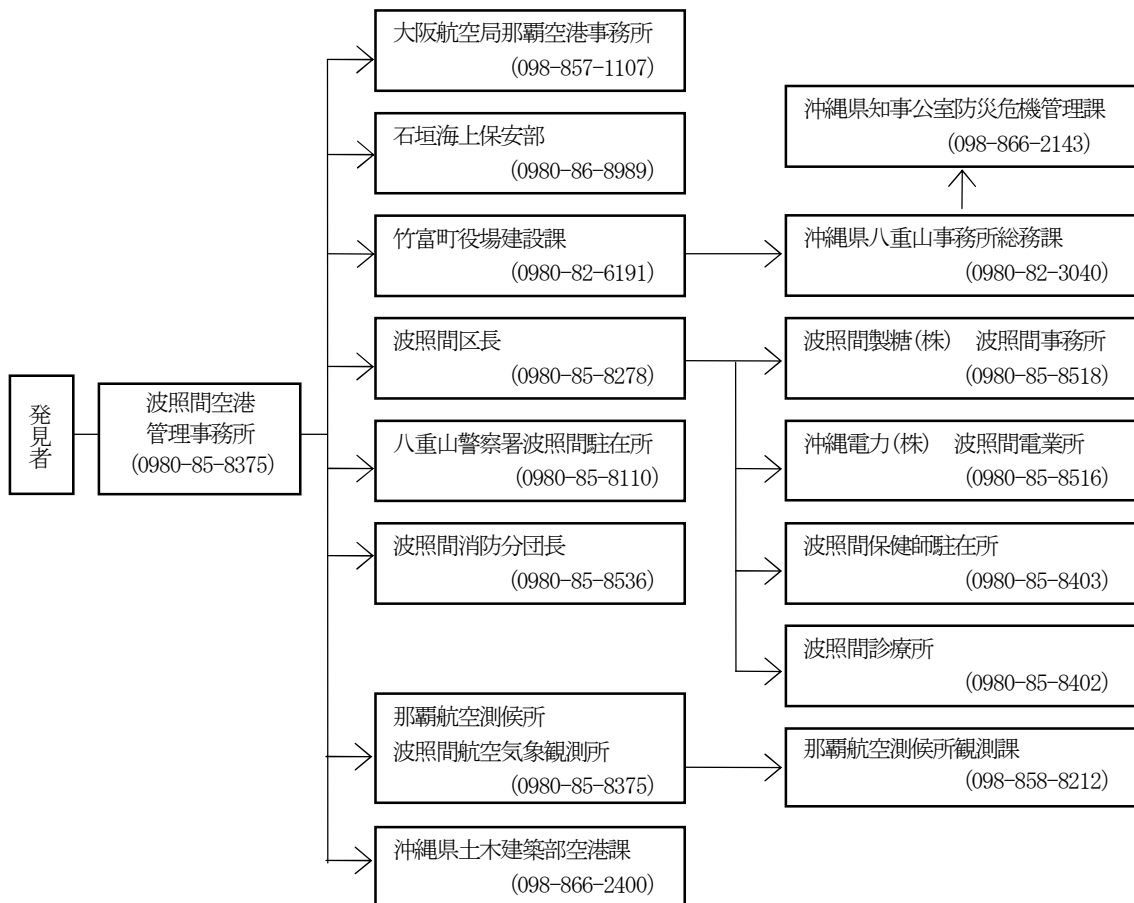 発見者
波照間空港
管理事務所
(0980-85-8375)
大阪航空局那覇空港事務所
(098-857-1107)
石垣海上保安部
(0980-86-8989)
竹富町役場建設課
(0980-82-6191)
波照間区長
(0980-85-8278)
八重山警察署波照間駐在所
(0980-85-8110)
波照間消防分団長
(0980-85-8536)
那覇航空測候所
波照間航空気象観測所
(0980-85-8375)
沖縄県土木建築部空港課
(098-866-2400)
沖縄県知事公室防災危機管理課
(098-866-2143)
沖縄県八重山事務所総務課
(0980-82-3040)
波照間製糖(株)　波照間事務所
(0980-85-8518)
沖縄電力(株)　波照間電業所
(0980-85-8516)
波照間保健師駐在所
(0980-85-8403)
波照間診療所
(0980-85-8402)
那覇航空測候所観測課
(098-858-8212)